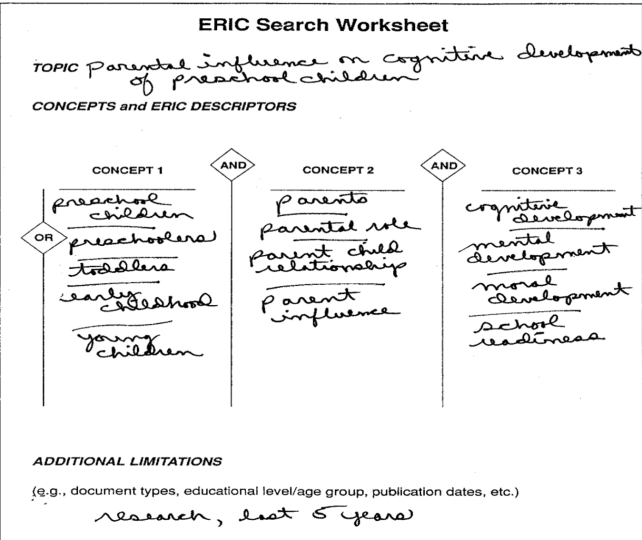 ERIC Search Worksheet
TOPIC parental influence on cognitive development
of preschool children
CONCEPTS and ERIC DESCRIPTORS
AND
AND
CONCEPT 1
CONCEPT 2
CONCEPT 3
OR
preschool
children
preschoolers
toddlers
early
childhood
young
children
parents
parental role
parent child
relationship
parent
influence
cognitive
development
mental
development
moral
development
school
readiness
ADDITIONAL LIMITATIONS
(e.g., document types, educational level/age group, publication dates, etc.)
research, last 5 years